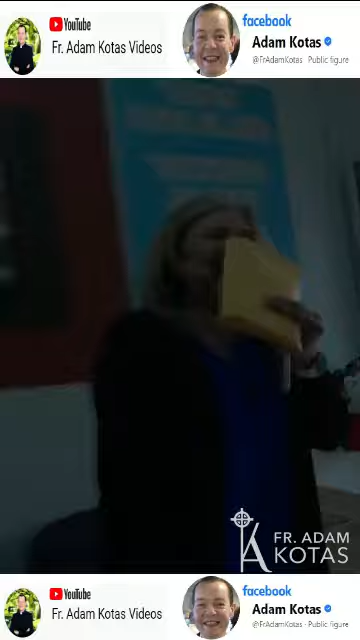 YouTube
Fr. Adam Kotas Videos
facebook
Adam Kotas
@FrAdamKotas · Public figure
FR. ADAM
KOTAS
YouTube
Fr. Adam Kotas Videos
facebook
Adam Kotas
@FrAdamKotas · Public figure